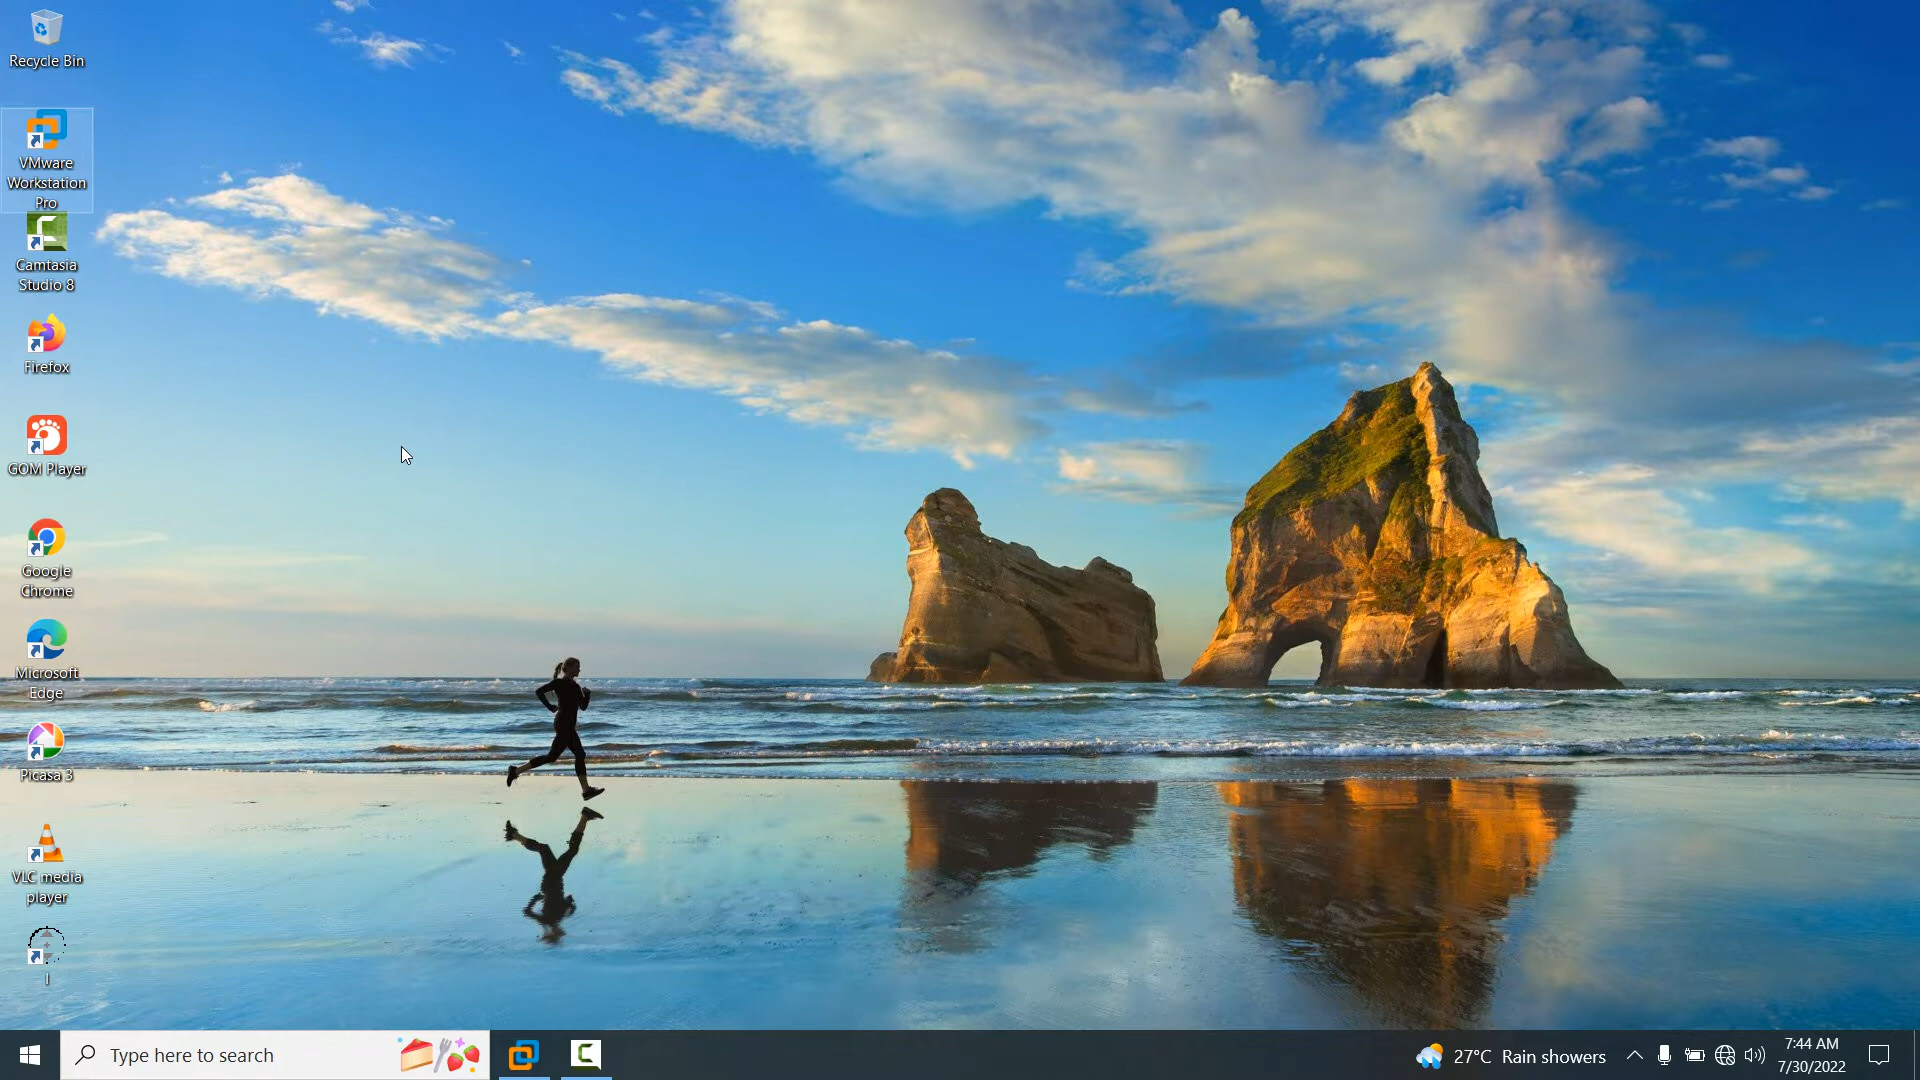 Recycle Bin
VMware
Workstation
Pro
Camtasia
Studio 8
Firefox
GOM Player
Google
Chrome
Microsoft
Edge
Picasa 3
VLC media
player
Type here to search
27°C Rain showers
7:44 AM
7/30/2022